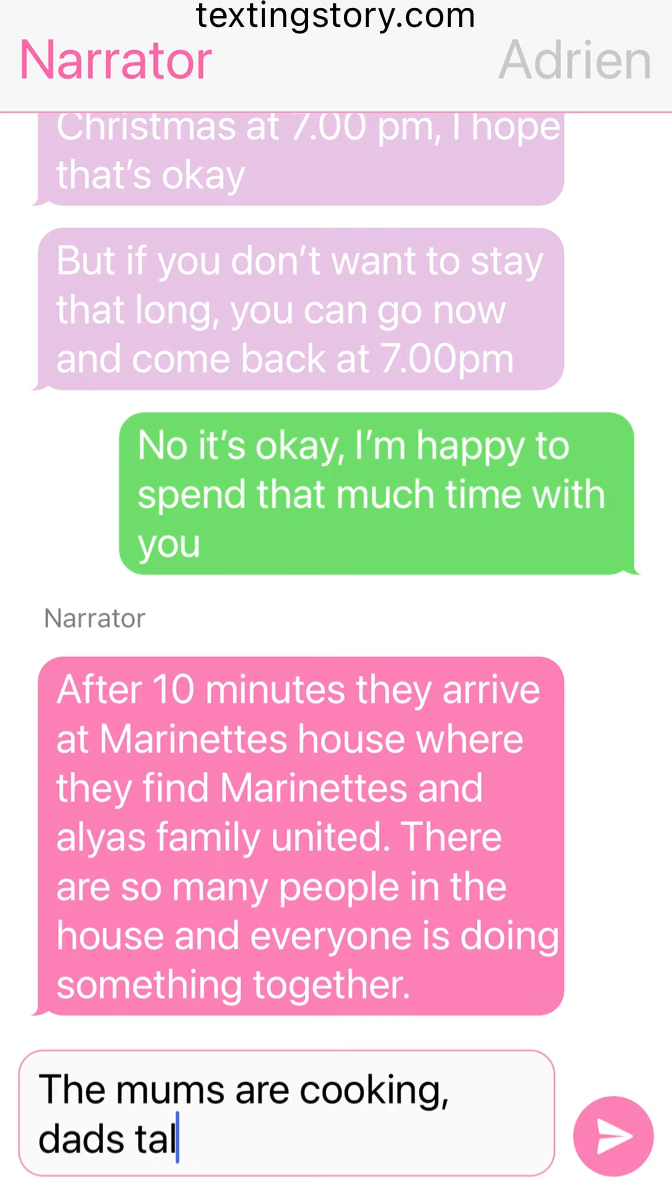 textingstory.com
Narrator
Adrien
Christmas at 7.00 pm, I hope
that's okay
But if you don't want to stay
that long, you can go now
and come back at 7.00pm
No it's okay, I'm happy to
spend that much time with
you
Narrator
After 10 minutes they arrive
at Marinettes house where
they find Marinettes and
alyas family united. There
are so many people in the
house and everyone is doing
something together.
The mums are cooking,
dads tal